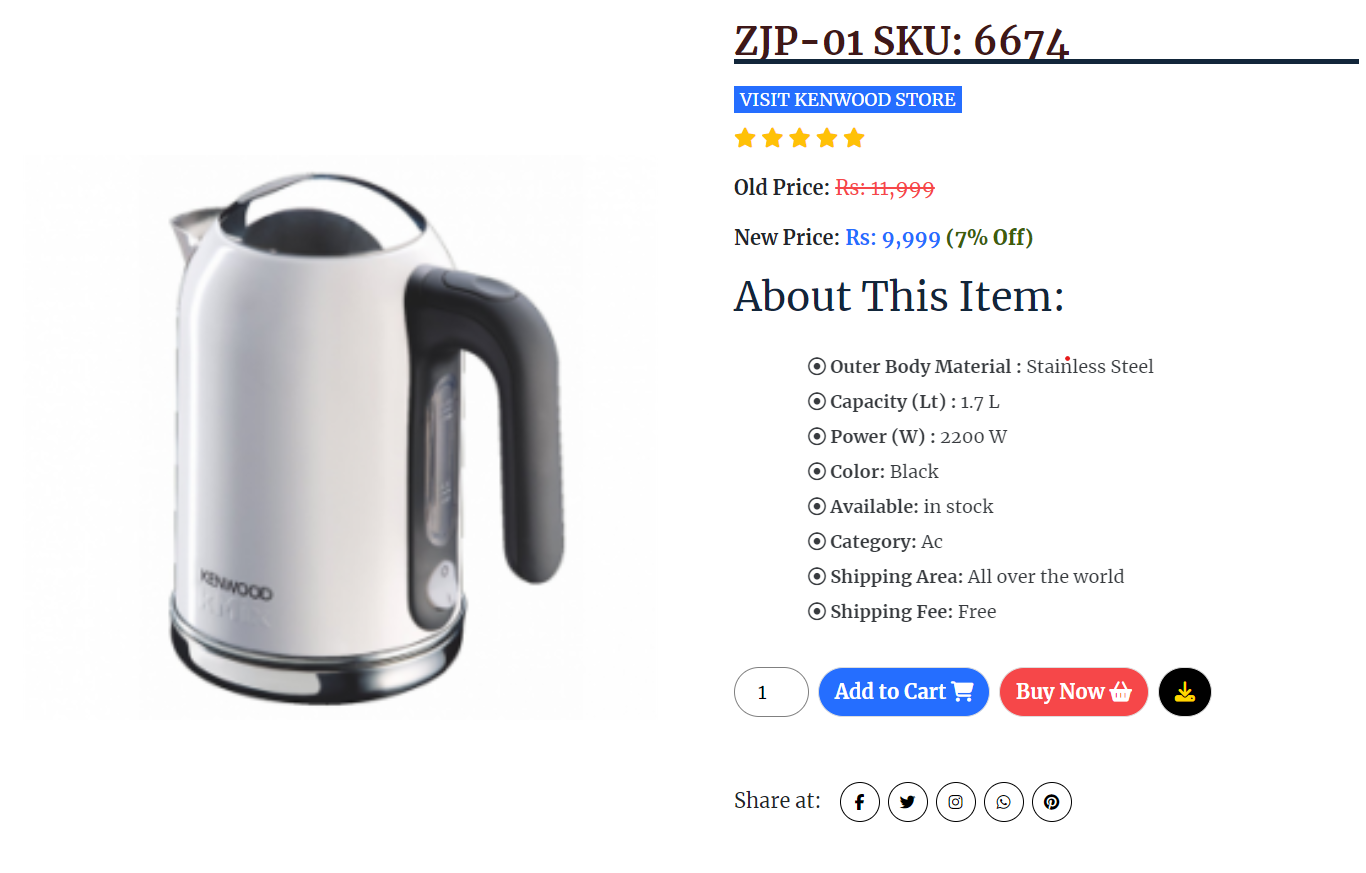 ZJP-01 SKU: 6674
VISIT KENWOOD STORE
Old Price: Rs: 11,999
New Price: Rs: 9,999 (7% Off)
About This Item:
Outer Body Material : Stainless Steel
Capacity (Lt) : 1.7 L
Power (W) : 2200 W
Color: Black
Available: in stock
Category: Ac
Shipping Area: All over the world
Shipping Fee: Free
1 Add to Cart Buy Now
Share at:
KENWOOD